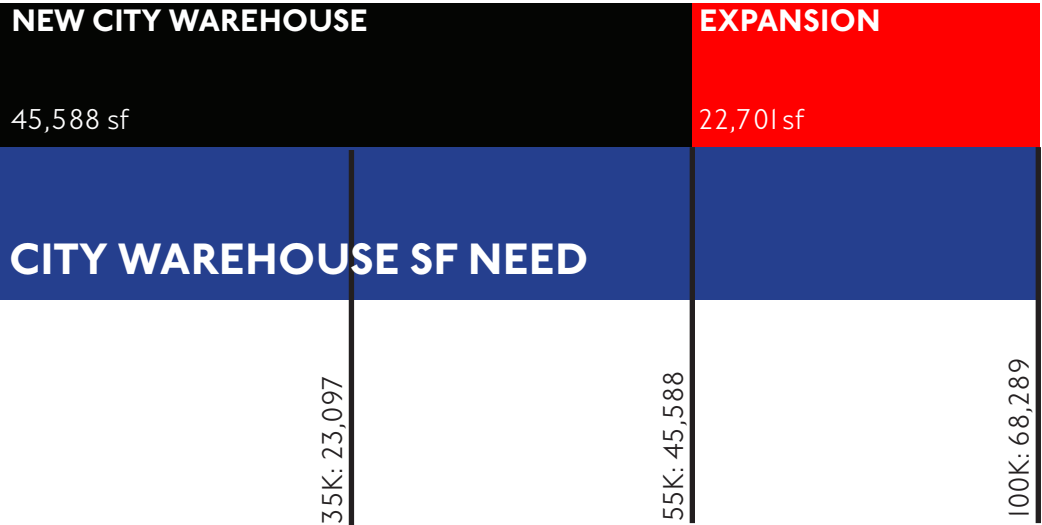 NEW CITY WAREHOUSE
EXPANSION
45,588 sf
22,701 sf
CITY WAREHOUSE SF NEED
35K: 23,097
55K: 45,588
100K: 68,289